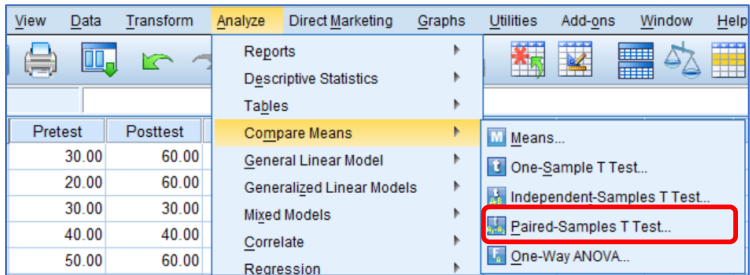 View Data Transform Analyze Direct Marketing Graphs Utilities Add-ons Window Help
Reports
Descriptive Statistics
Tables
Pretest Posttest Compare Means Means...
30.00 60.00 General Linear Model One-Sample T Test...
20.00 60.00 Generalized Linear Models Independent-Samples T Test...
30.00 30.00 Mixed Models Paired-Samples T Test...
40.00 40.00 Correlate One-Way ANOVA...
50.00 60.00 Regression